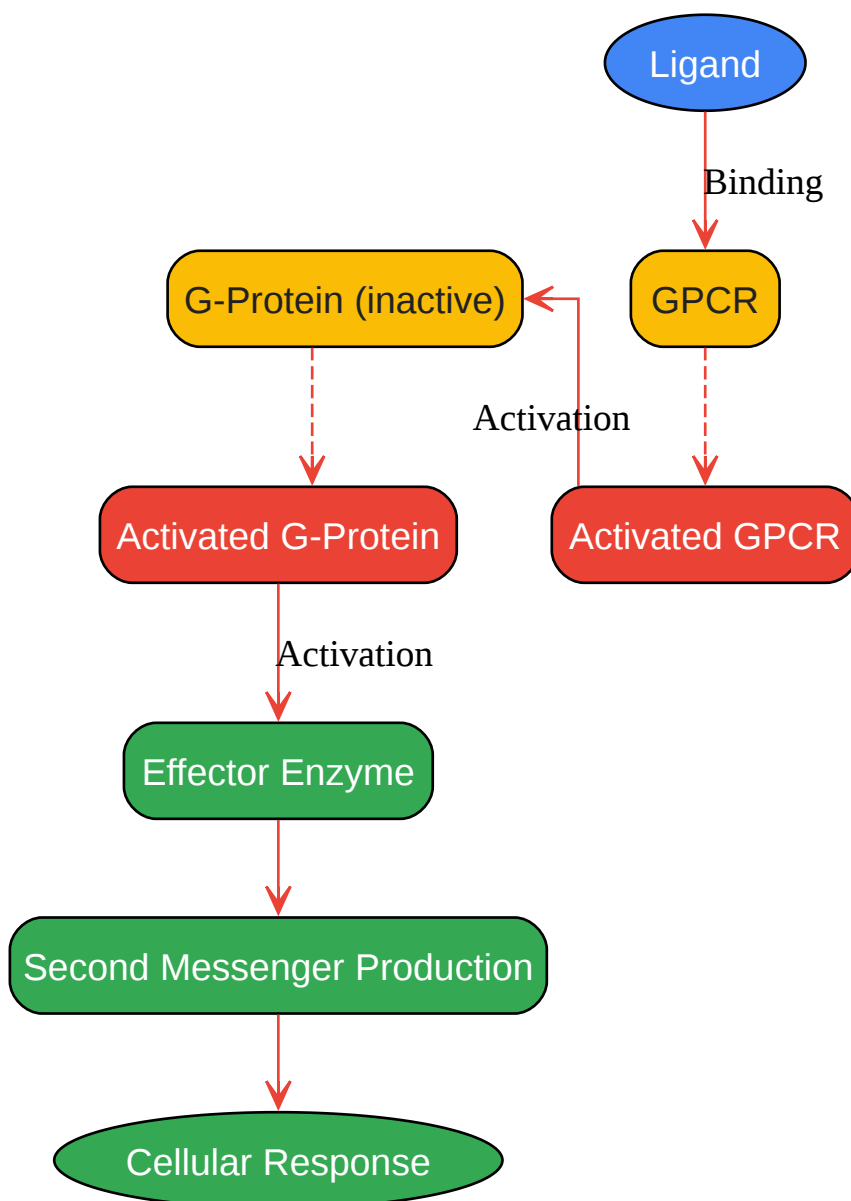 Ligand
Binding
G-Protein (inactive)
GPCR
Activation
Activated G-Protein
Activated GPCR
Activation
Effector Enzyme
Second Messenger Production
Cellular Response